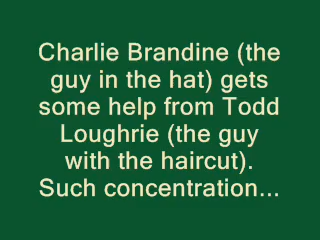 Charlie Brandine (the
guy in the hat) gets
some help from Todd
Loughrie (the guy
with the haircut).
Such concentration...